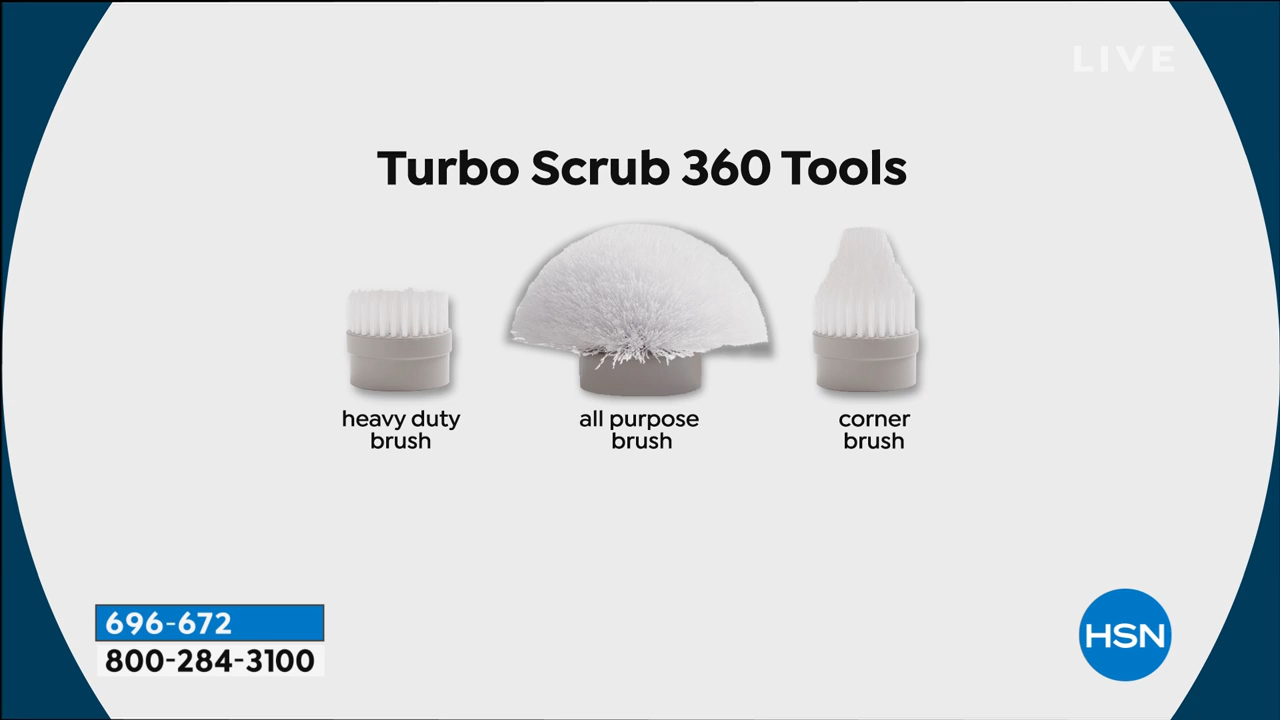 LIVE
Turbo Scrub 360 Tools
heavy duty
brush
all purpose
brush
corner
brush
696-672
800-284-3100
HSN